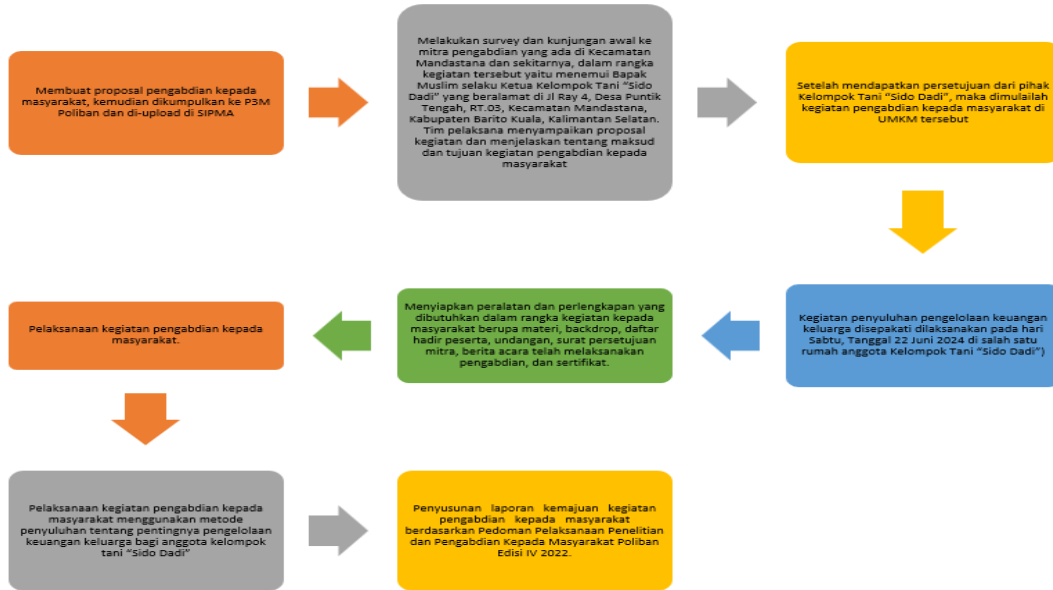 Membuat proposal pengabdian kepada
masyarakat, kemudian dikumpulkan ke P3M
Poliban dan di-upload di SIPMA
Melakukan survey dan kunjungan awal ke
mitra pengabdian yang ada di Kecamatan
Mandastana dan sekitarnya, dalam rangka
kegiatan tersebut yaitu menemui Bapak
Muslim selaku Ketua Kelompok Tani “Sido
Dadi” yang beralamat di Jl Ray 4, Desa Puntik
Tengah, RT.03, Kecamatan Mandastana,
Kabupaten Barito Kuala, Kalimantan Selatan.
Tim pelaksana menyampaikan proposal
kegiatan dan menjelaskan tentang maksud
dan tujuan kegiatan pengabdian kepada
masyarakat
Setelah mendapatkan persetujuan dari pihak
Kelompok Tani “Sido Dadi”, maka dimulailah
kegiatan pengabdian kepada masyarakat di
UMKM tersebut
Kegiatan penyuluhan pengelolaan keuangan
keluarga disepakati dilaksanakan pada hari
Sabtu, Tanggal 22 Juni 2024 di salah satu
rumah anggota Kelompok Tani “Sido Dadi”)
Menyiapkan peralatan dan perlengkapan yang
dibutuhkan dalam rangka kegiatan kepada
masyarakat berupa materi, backdrop, daftar
hadir peserta, undangan, surat persetujuan
mitra, berita acara telah melaksanakan
pengabdian, dan sertifikat.
Pelaksanaan kegiatan pengabdian kepada
masyarakat.
Pelaksanaan kegiatan pengabdian kepada
masyarakat menggunakan metode
penyuluhan tentang pentingnya pengelolaan
keuangan keluarga bagi anggota kelompok
tani “Sido Dadi”
Penyusunan laporan kemajuan kegiatan
pengabdian kepada masyarakat
berdasarkan Pedoman Pelaksanaan Penelitian
dan Pengabdian Kepada Masyarakat Poliban
Edisi IV 2022.